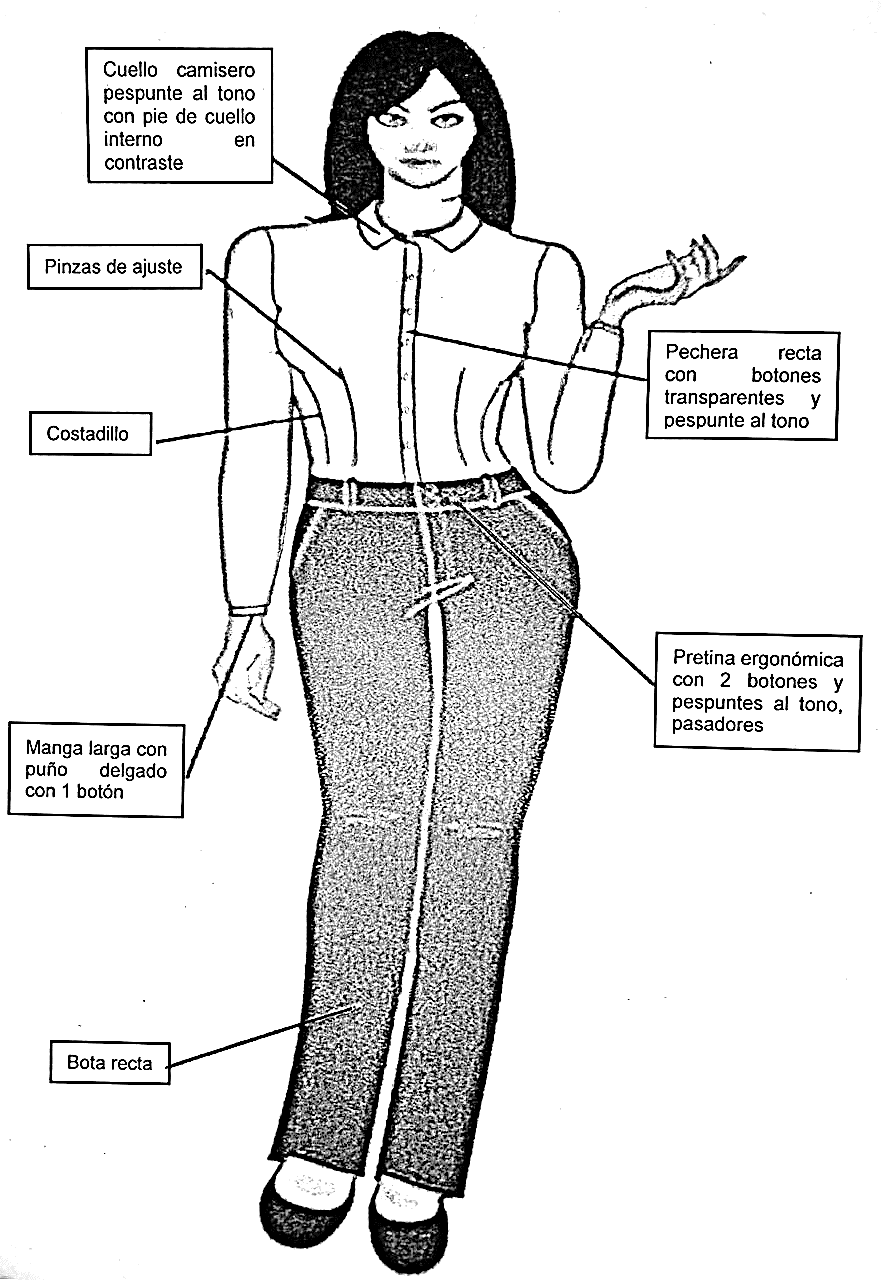 Cuello camisero
pespunte al tono
con pie de cuello
interno en
contraste
Pinzas de ajuste
Pechera recta
con botones
transparentes y
pespunte al tono
Costadillo
Pretina ergonómica
con 2 botones y
pespuntes al tono,
pasadores
Manga larga con
puño delgado
con 1 botón
Bota recta